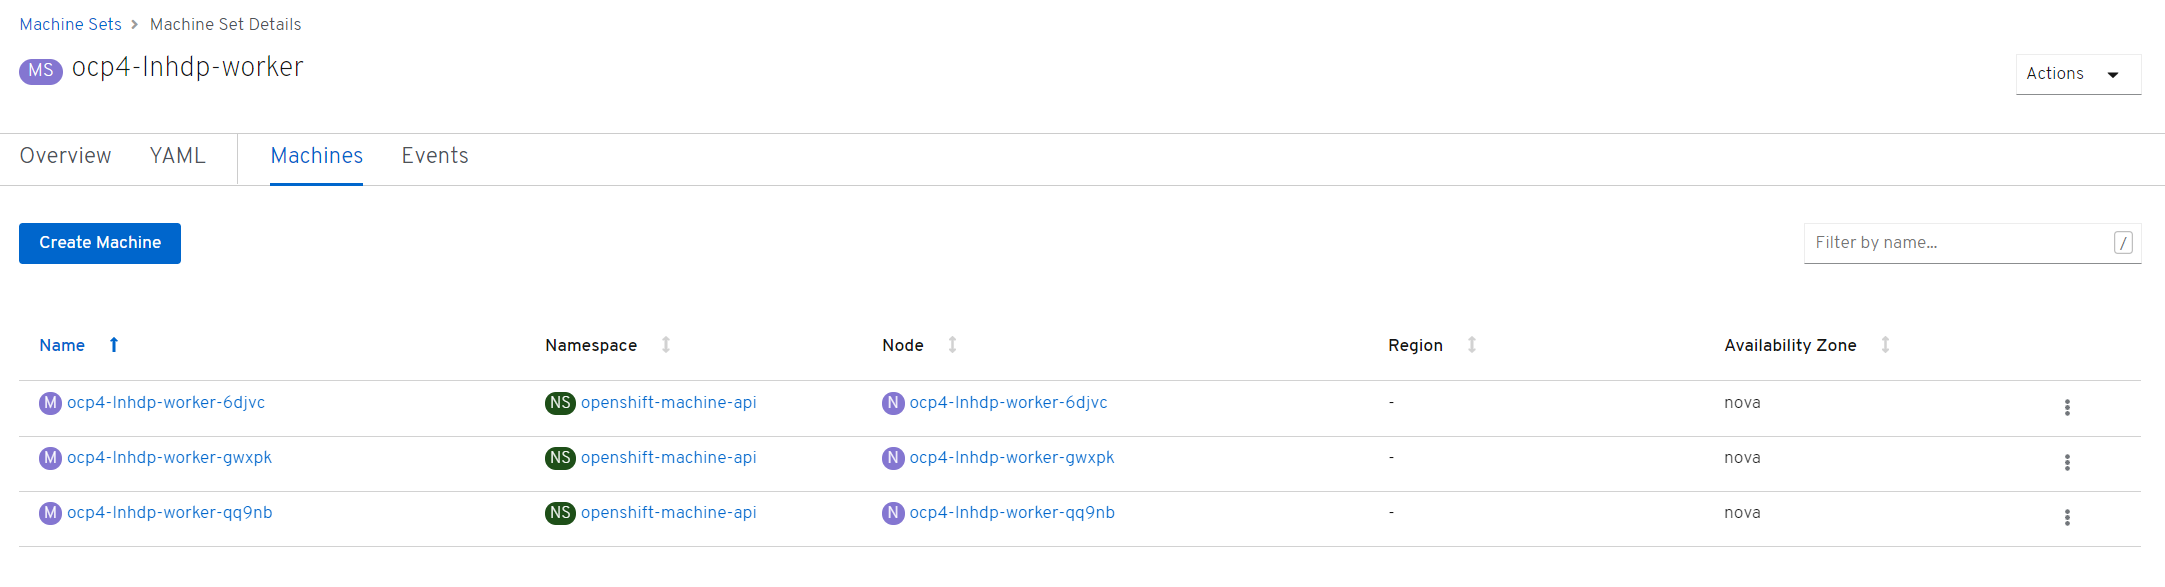 Machine Sets > Machine Set Details
MS ocp4-lnhdp-worker
Actions
Overview YAML Machines Events
Create Machine
Filter by name... /
Name Namespace Node Region Availability Zone
M ocp4-lnhdp-worker-6djvc NS openshift-machine-api N ocp4-lnhdp-worker-6djvc - nova
M ocp4-lnhdp-worker-gwxpk NS openshift-machine-api N ocp4-lnhdp-worker-gwxpk - nova
M ocp4-lnhdp-worker-qq9nb NS openshift-machine-api N ocp4-lnhdp-worker-qq9nb - nova